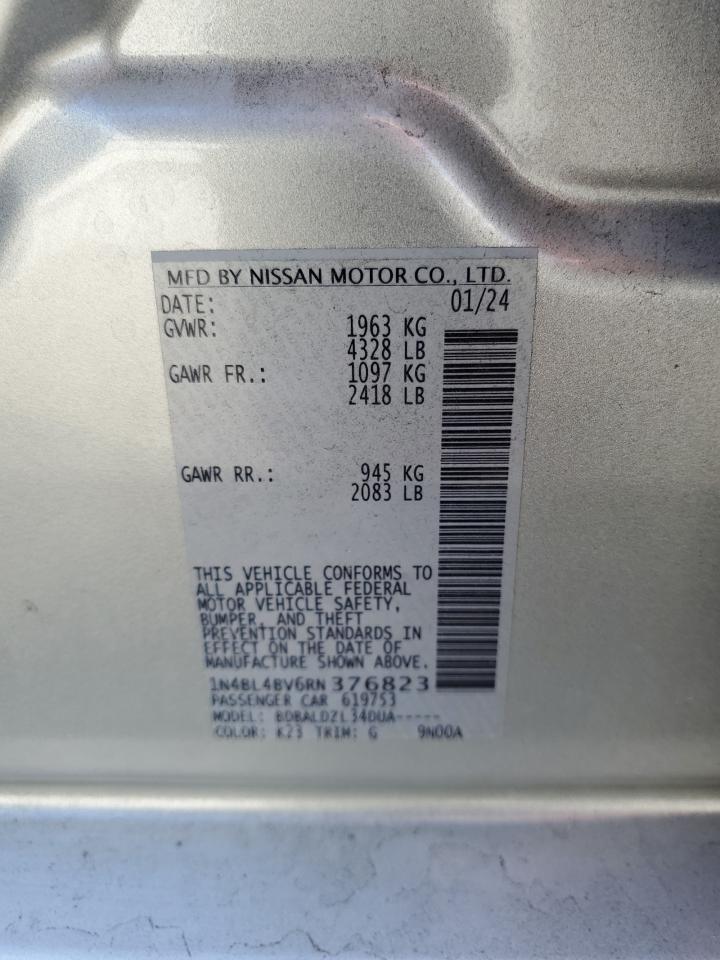 MFD BY NISSAN MOTOR CO., LTD.
DATE: 01/24
GVWR: 1963 KG
4328 LB
GAWR FR.: 1097 KG
2418 LB
GAWR RR.: 945 KG
2083 LB
THIS VEHICLE CONFORMS TO
ALL APPLICABLE FEDERAL
MOTOR VEHICLE SAFETY,
BUMPER, AND THEFT
PREVENTION STANDARDS IN
EFFECT ON THE DATE OF
MANUFACTURE SHOWN ABOVE.
1N4BL4BV6RN376823
PASSENGER CAR 619753
MODEL: BDBALDZL34DUA-----
COLOR: K23 TRIM: G 9N00A